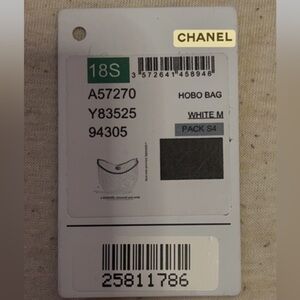 CHANEL
18S
3 572641 458948
A57270
HOBO BAG
Y83525
WHITE M
94305
PACK S4
25811786